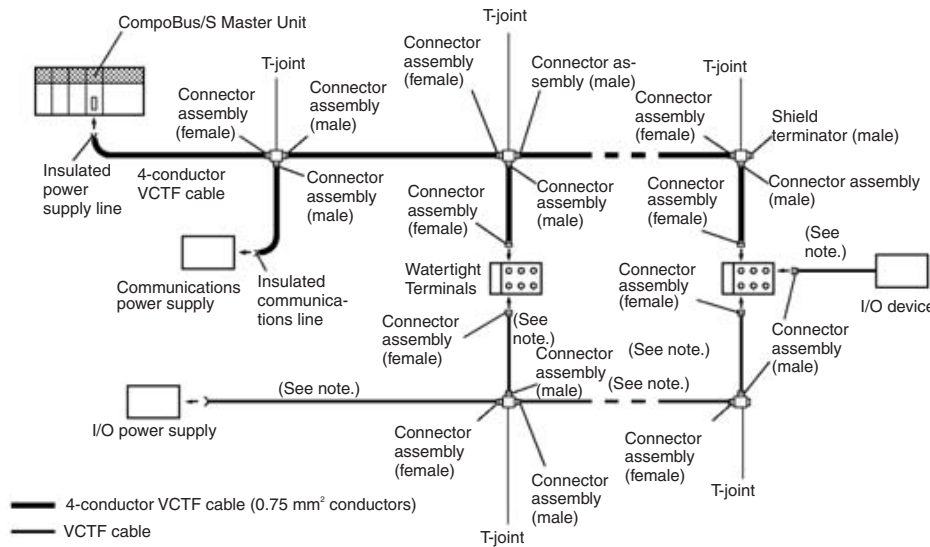 CompoBus/S Master Unit
T-joint
T-joint
T-joint
Connector
assembly
(female)
Connector
assembly
(male)
Connector
assembly
(female)
Connector as-
sembly (male)
Connector
assembly
(female)
Shield
terminator (male)
Insulated
power
supply line
4-conductor
VCTF cable
Connector
assembly
(male)
Connector
assembly
(female)
Connector
assembly
(male)
Connector
assembly
(female)
Connector assembly
(male)
Communications
power supply
Insulated
communica-
tions line
Watertight
Terminals
Connector
assembly
(female)
(See
note.)
I/O device
Connector
assembly
(female)
(See
note.)
Connector
assembly
(male)
(See note.)
Connector
assembly
(male)
I/O power supply
(See note.)
(See note.)
Connector
assembly
(female)
Connector
assembly
(male)
Connector
assembly
(female)
T-joint
T-joint
4-conductor VCTF cable (0.75 mm² conductors)
VCTF cable